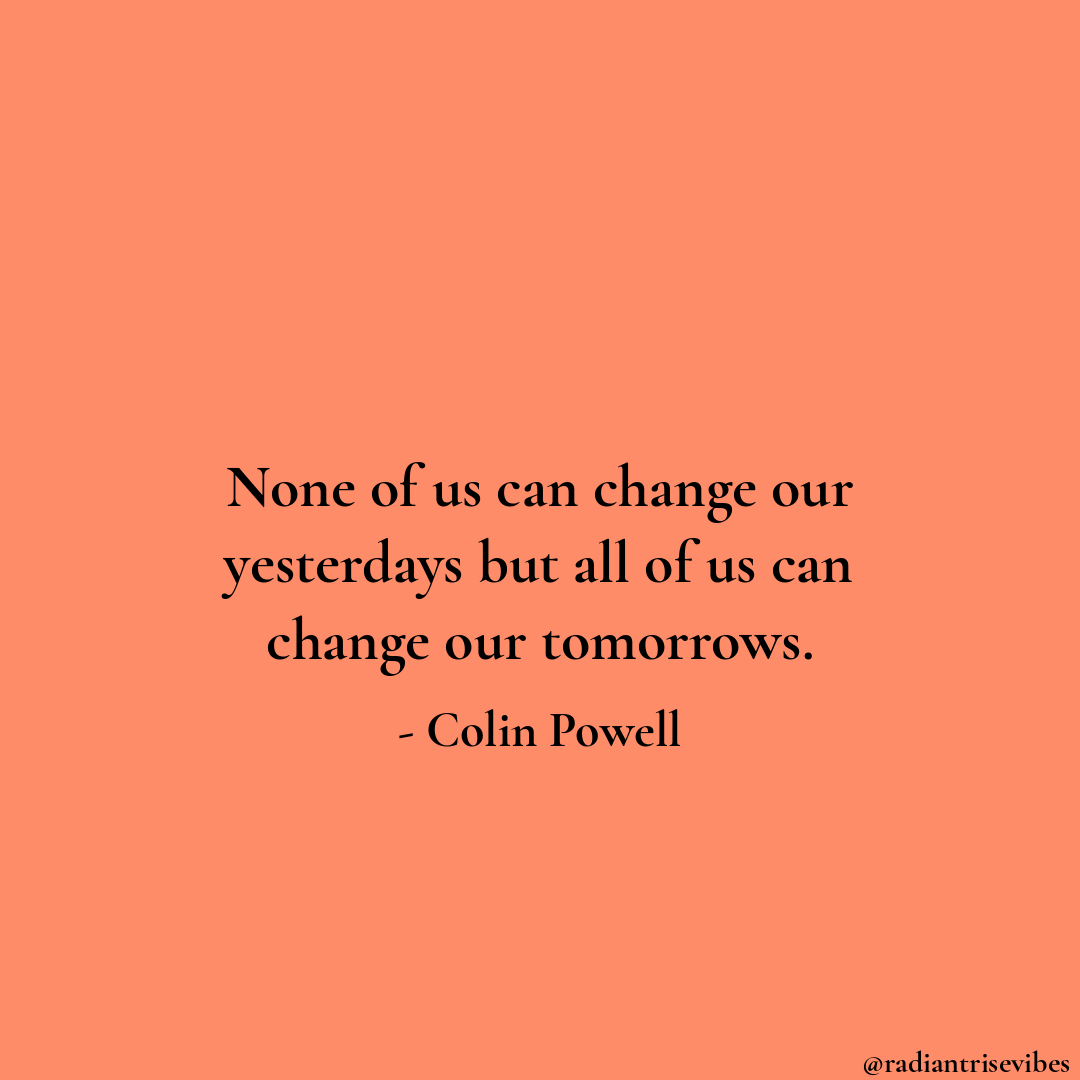 None of us can change our
yesterdays but all of us can
change our tomorrows.
- Colin Powell
@radiantrisevibes